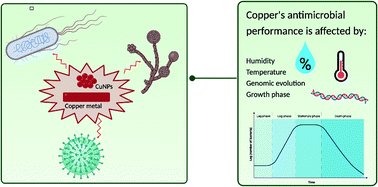 CuNPs
Copper metal
Copper's antimicrobial
performance is affected by:
Humidity
Temperature
Genomic evolution
Growth phase
%
Lag phase
Log phase
Stationary phase
Death phase
Log (number of bacteria)
Time